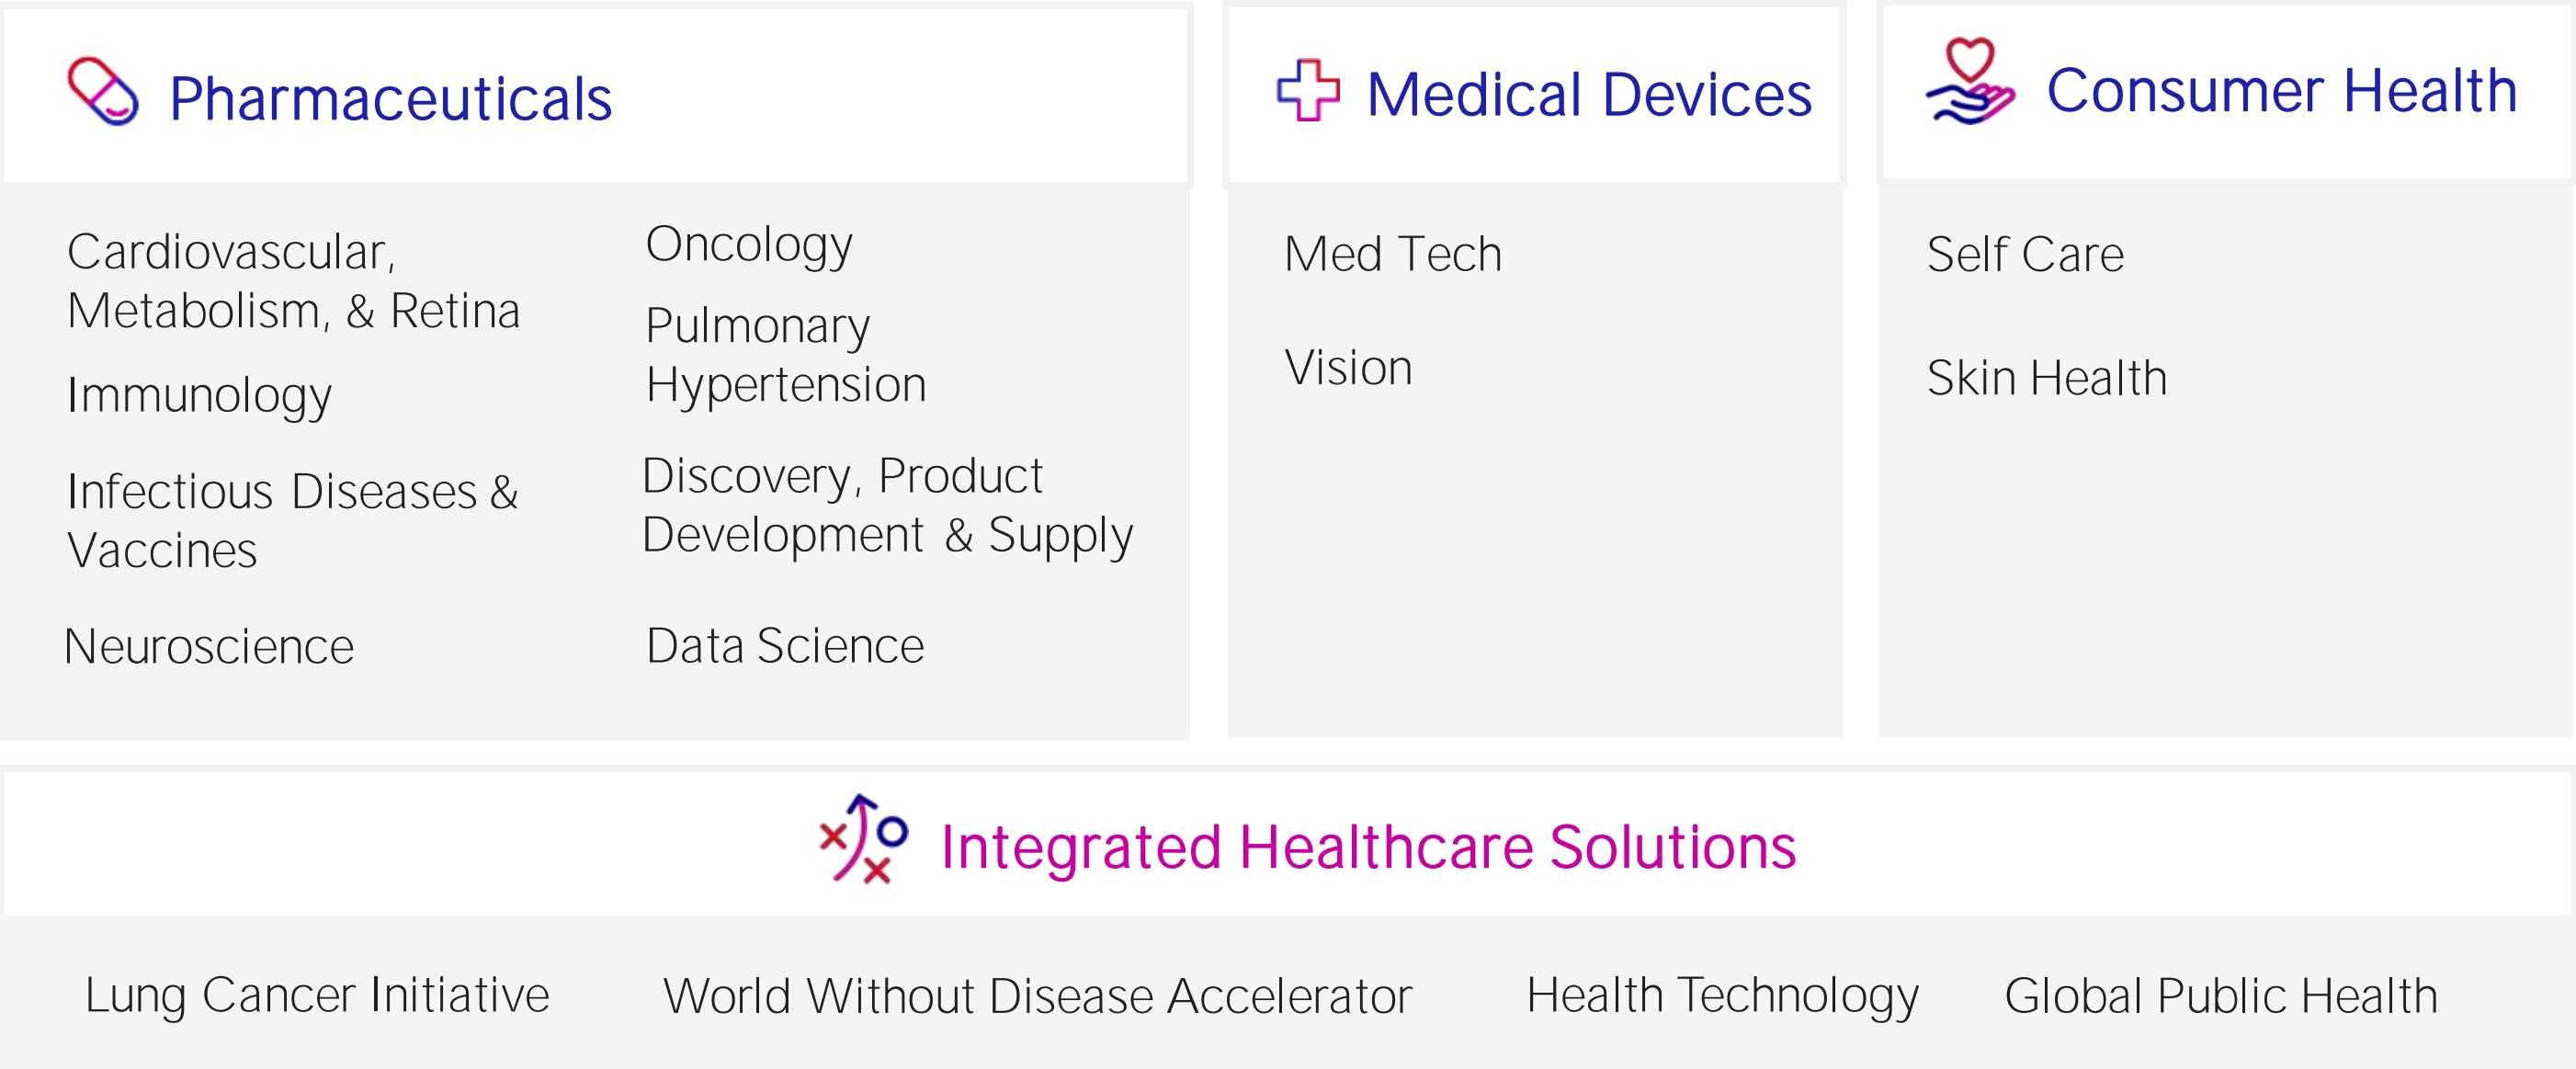 Pharmaceuticals
Cardiovascular,
Metabolism, & Retina
Immunology
Infectious Diseases &
Vaccines
Neuroscience
Oncology
Pulmonary
Hypertension
Discovery, Product
Development & Supply
Data Science
Medical Devices
Med Tech
Vision
Consumer Health
Self Care
Skin Health
Integrated Healthcare Solutions
Lung Cancer Initiative
World Without Disease Accelerator
Health Technology
Global Public Health